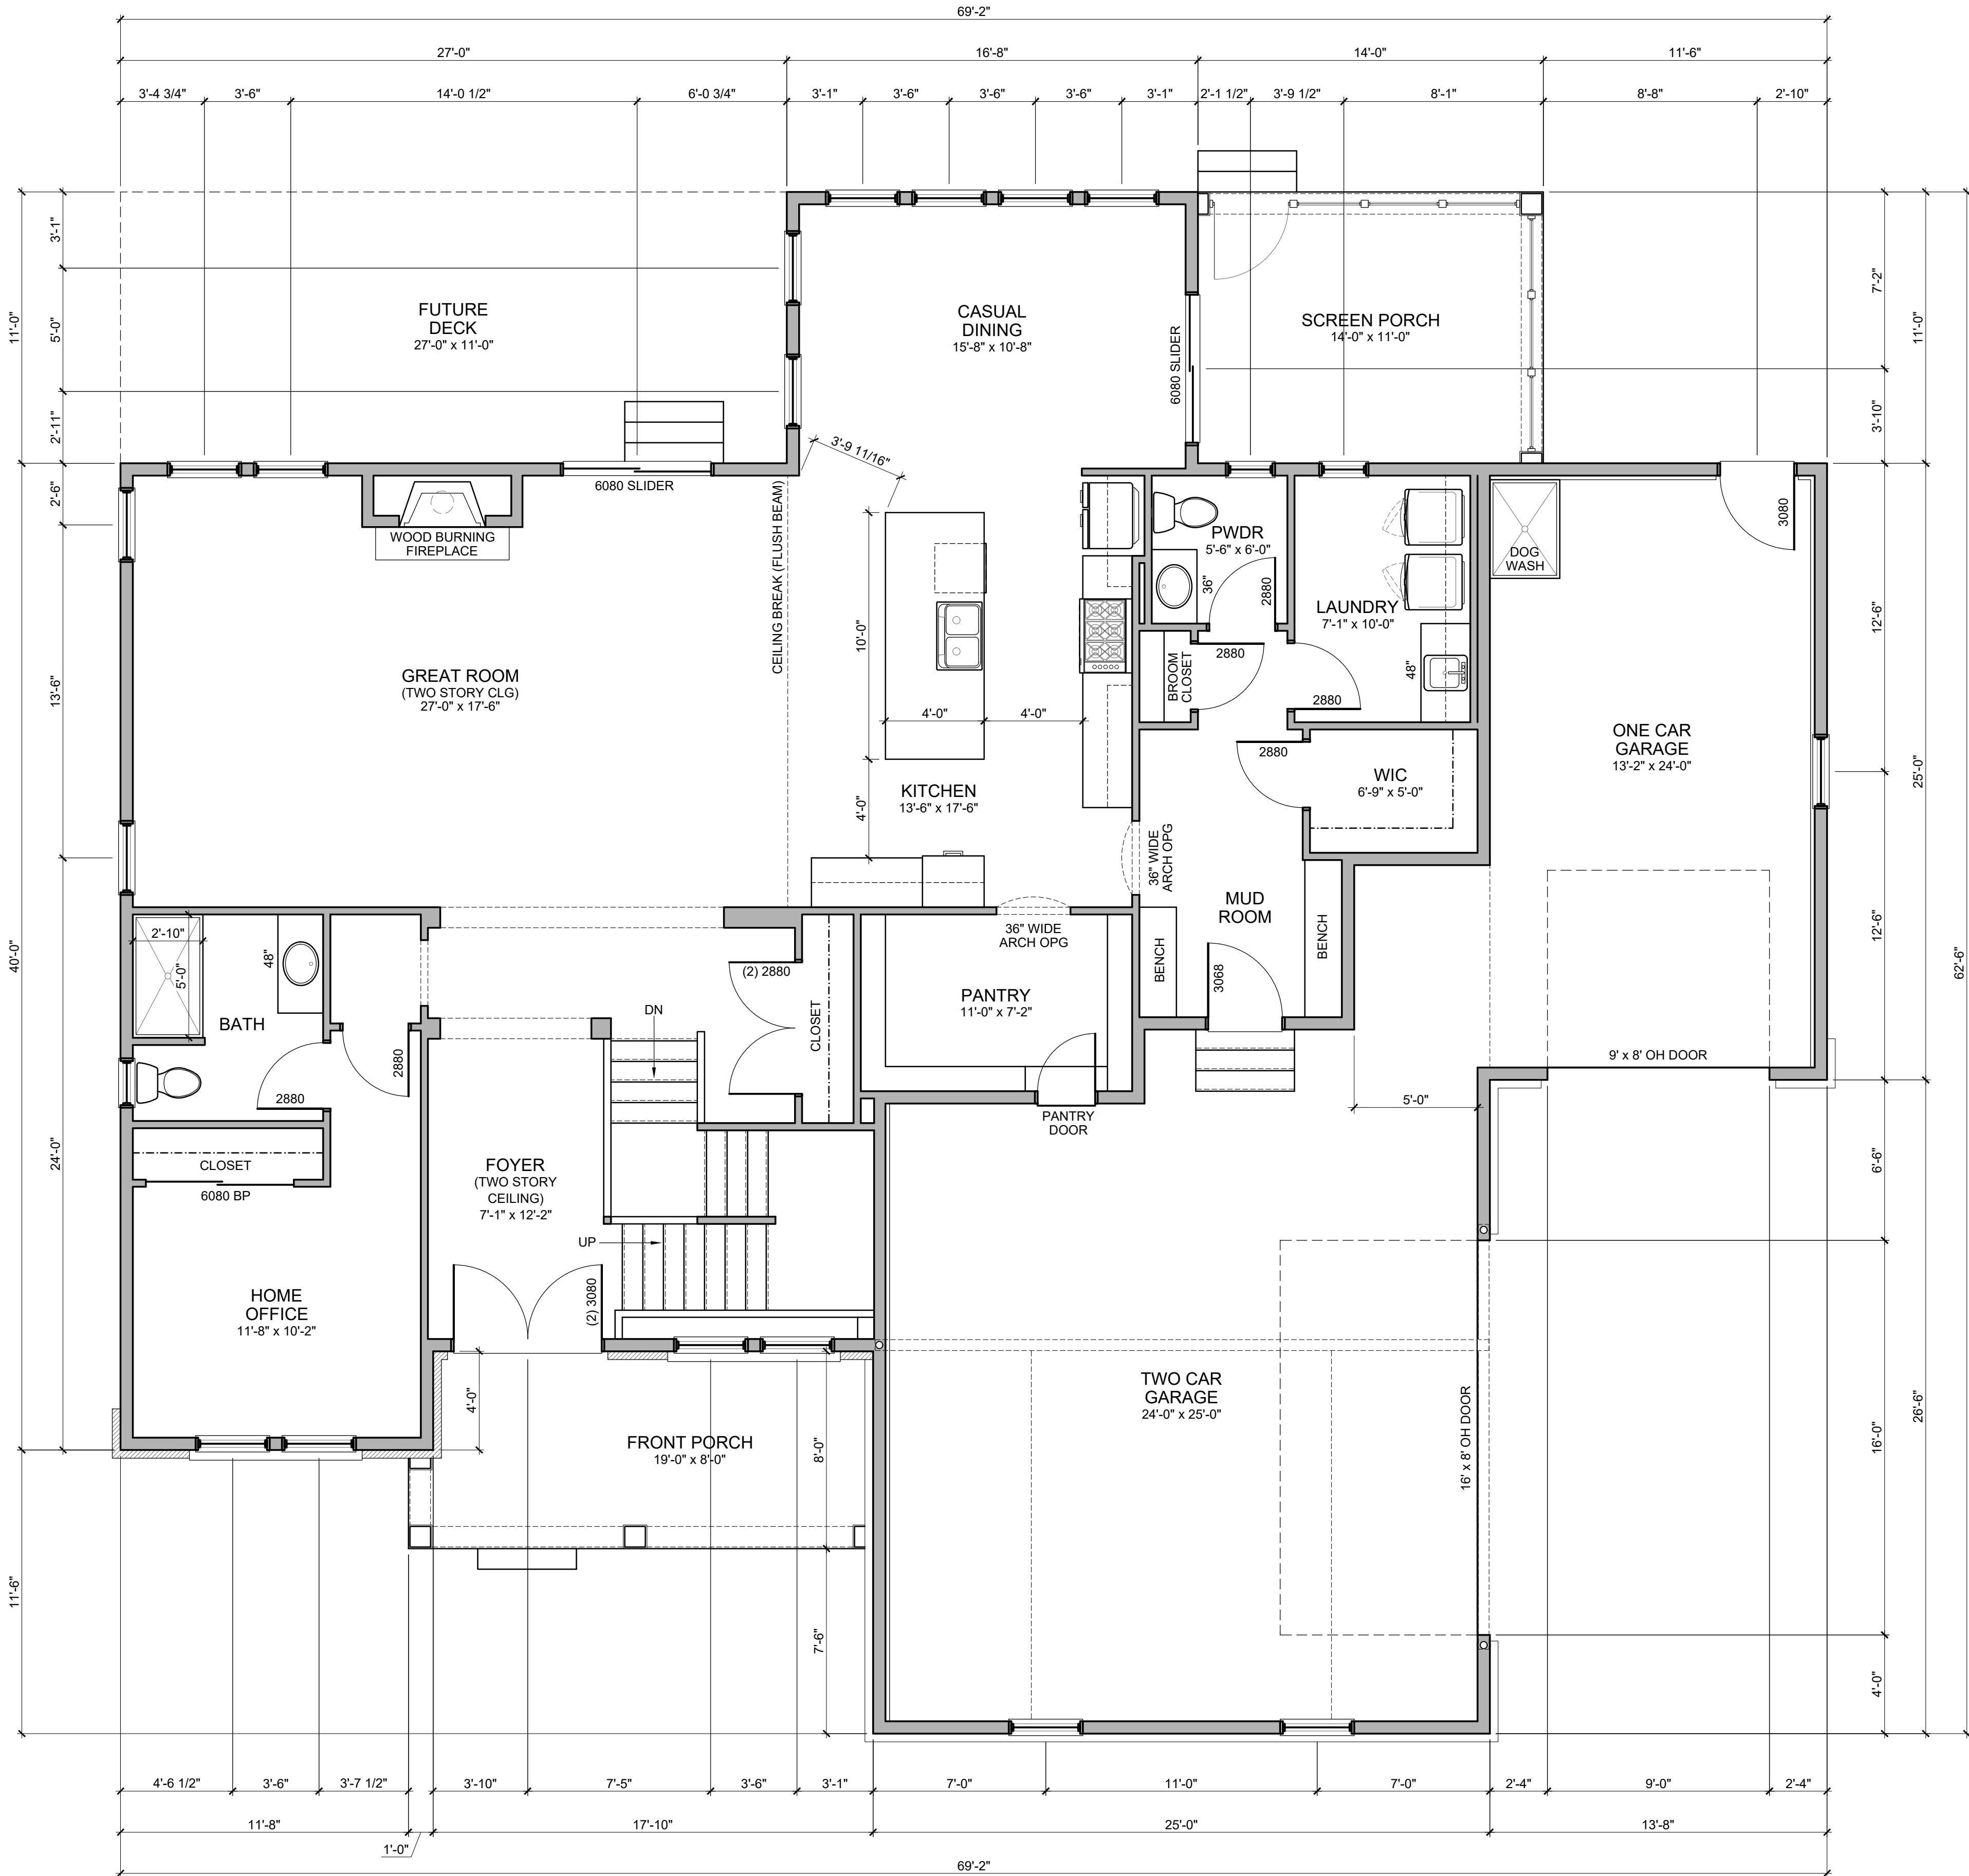 69'-2"
27'-0"
16'-8"
14'-0"
11'-6"
3'-4 3/4"
3'-6"
14'-0 1/2"
6'-0 3/4"
3'-1"
3'-6"
3'-6"
3'-6"
3'-1"
2'-1 1/2"
3'-9 1/2"
8'-1"
8'-8"
2'-10"
11'-0"
3'-1"
5'-0"
2'-11"
FUTURE
DECK
27'-0" x 11'-0"
CASUAL
DINING
15'-8" x 10'-8"
6080 SLIDER
SCREEN PORCH
14'-0" x 11'-0"
7'-2"
3'-10"
11'-0"
3'-9 11/16"
6080 SLIDER
WOOD BURNING
FIREPLACE
CEILING BREAK (FLUSH BEAM)
2'-6"
13'-6"
GREAT ROOM
(TWO STORY CLG)
27'-0" x 17'-6"
10'-0"
4'-0"
4'-0"
4'-0"
KITCHEN
13'-6" x 17'-6"
PWDR
5'-6" x 6'-0"
36"
2880
BROOM
CLOSET
2880
LAUNDRY
7'-1" x 10'-0"
48"
2880
DOG
WASH
3080
ONE CAR
GARAGE
13'-2" x 24'-0"
12'-6"
25'-0"
12'-6"
62'-6"
2880
WIC
6'-9" x 5'-0"
36" WIDE
ARCH OPG
MUD
ROOM
BENCH
BENCH
3068
36" WIDE
ARCH OPG
PANTRY
11'-0" x 7'-2"
PANTRY
DOOR
9' x 8' OH DOOR
5'-0"
40'-0"
24'-0"
2'-10"
5'-0"
48"
BATH
2880
2880
CLOSET
6080 BP
(2) 2880
CLOSET
DN
FOYER
(TWO STORY
CEILING)
7'-1" x 12'-2"
UP
(2) 3080
HOME
OFFICE
11'-8" x 10'-2"
4'-0"
FRONT PORCH
19'-0" x 8'-0"
8'-0"
7'-6"
11'-6"
TWO CAR
GARAGE
24'-0" x 25'-0"
16' x 8' OH DOOR
6'-6"
16'-0"
26'-6"
4'-0"
4'-6 1/2"
3'-6"
3'-7 1/2"
3'-10"
7'-5"
3'-6"
3'-1"
7'-0"
11'-0"
7'-0"
2'-4"
9'-0"
2'-4"
11'-8"
1'-0"
17'-10"
25'-0"
13'-8"
69'-2"